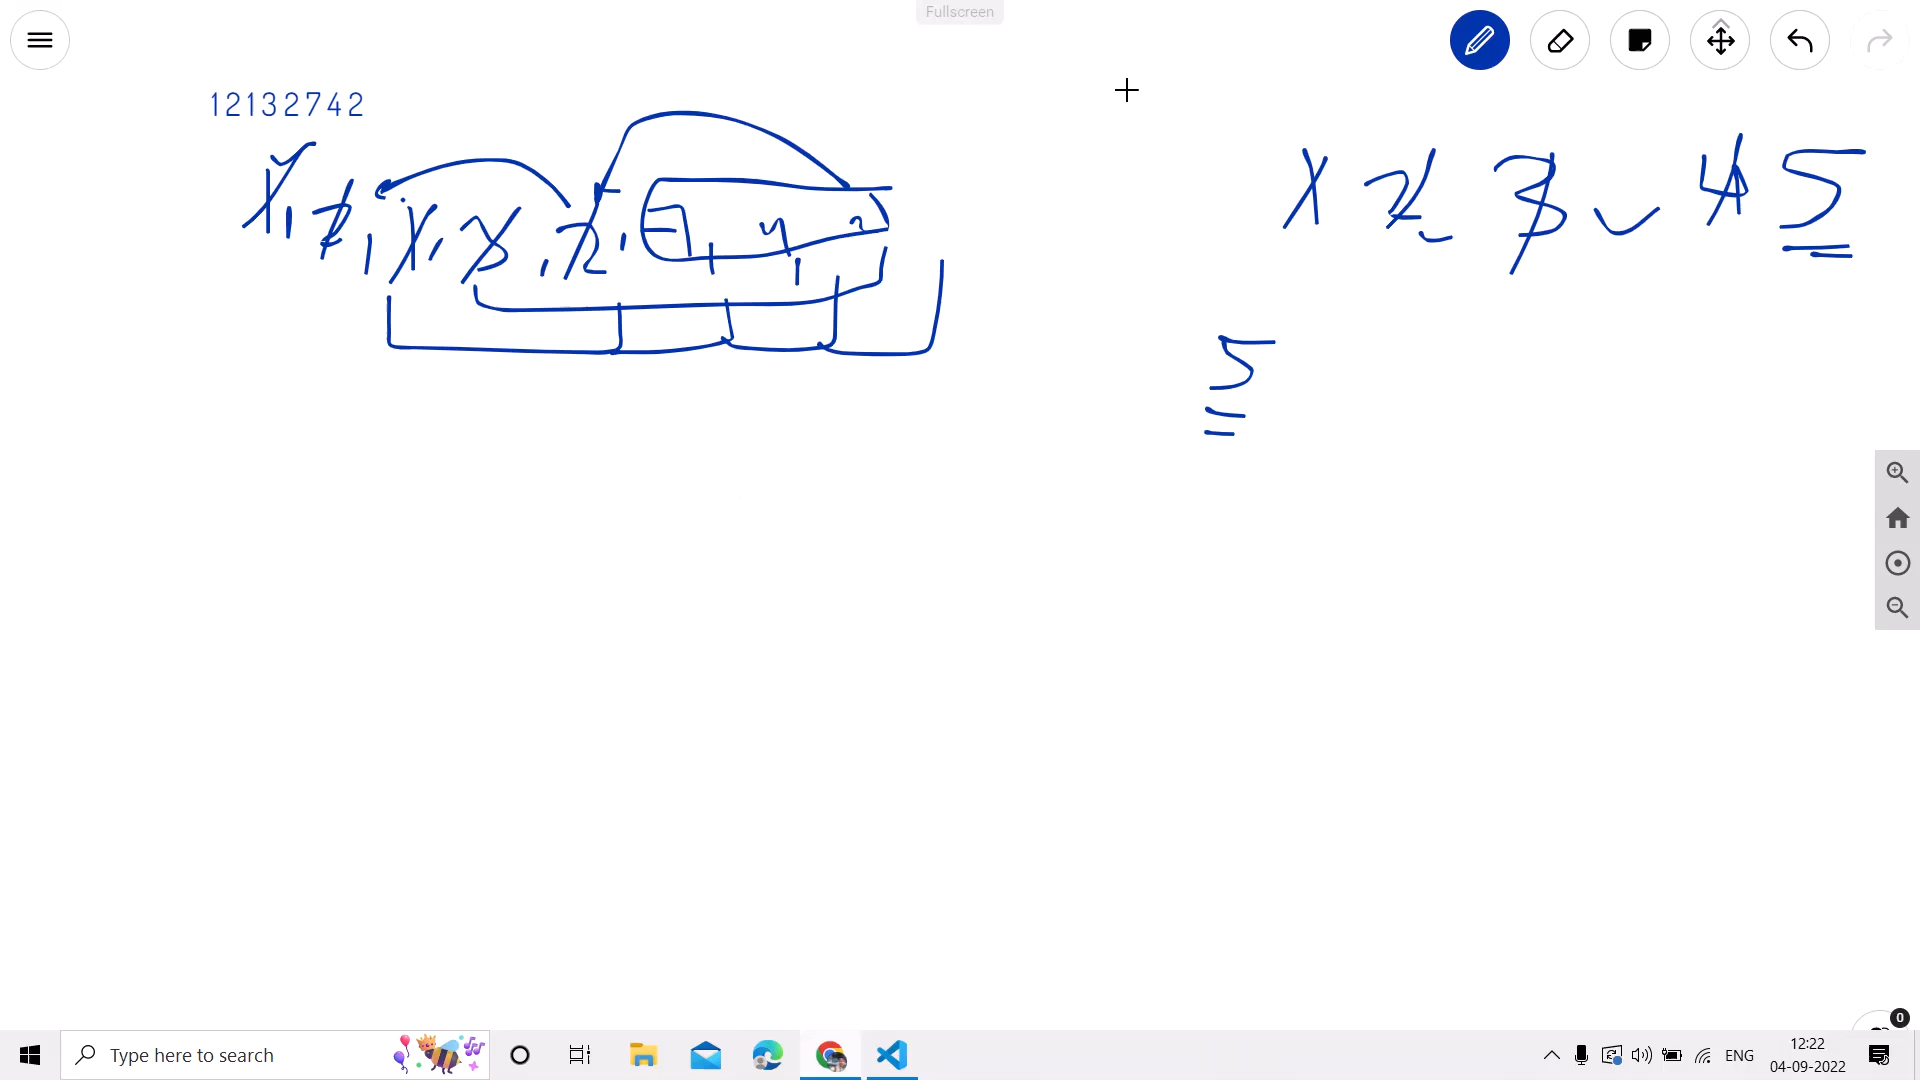 Fullscreen
12132742
1, 2, 1, 3, 2, 7, 4, 2
1 2 3 4 5
5
0
Type here to search
ENG
12:22
04-09-2022